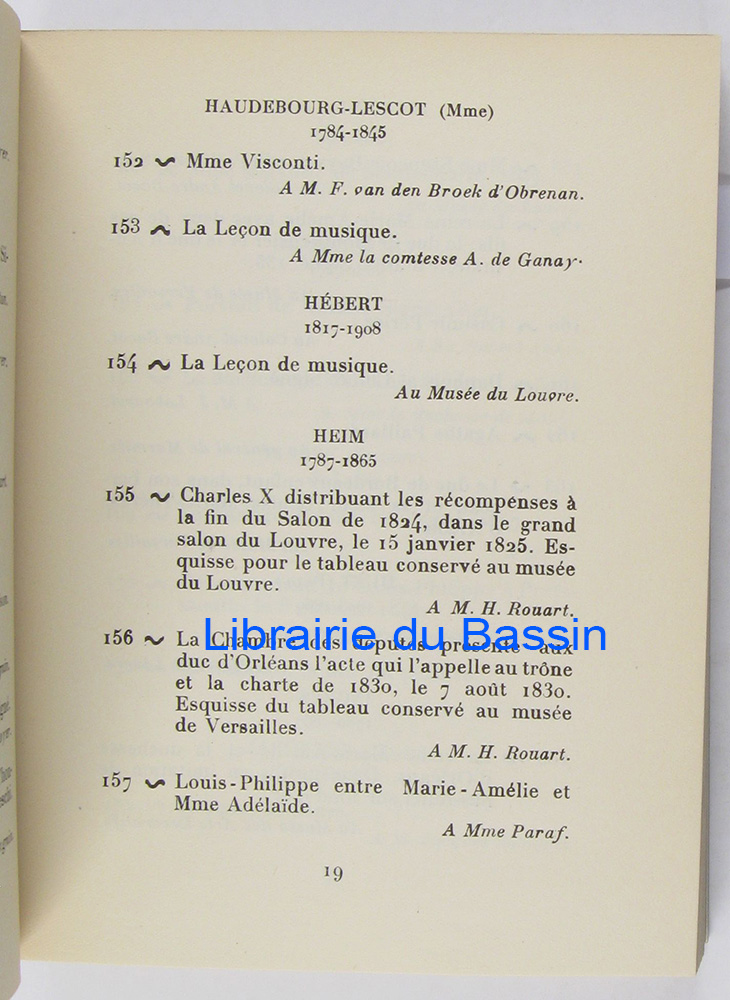 HAUDEBOURG-LESCOT (Mme)
1784-1845
152 Mme Visconti.
A M. F. van den Broek d'Obrenan.
153 La Leçon de musique.
A Mme la comtesse A. de Ganay.
HÉBERT
1817-1908
154 La Leçon de musique.
Au Musée du Louvre.
HEIM
1787-1865
155 Charles X distribuant les récompenses à
la fin du Salon de 1824, dans le grand
salon du Louvre, le 15 janvier 1825. Es-
quisse pour le tableau conservé au musée
du Louvre.
A M. H. Rouart.
Librairie du Bassin
156 La Chambre des députés présente aux
duc d'Orléans l'acte qui l'appelle au trône
et la charte de 1830, le 7 août 1830.
Esquisse du tableau conservé au musée
de Versailles.
A M. H. Rouart.
157 Louis-Philippe entre Marie-Amélie et
Mme Adélaïde.
A Mme Paraf.
19